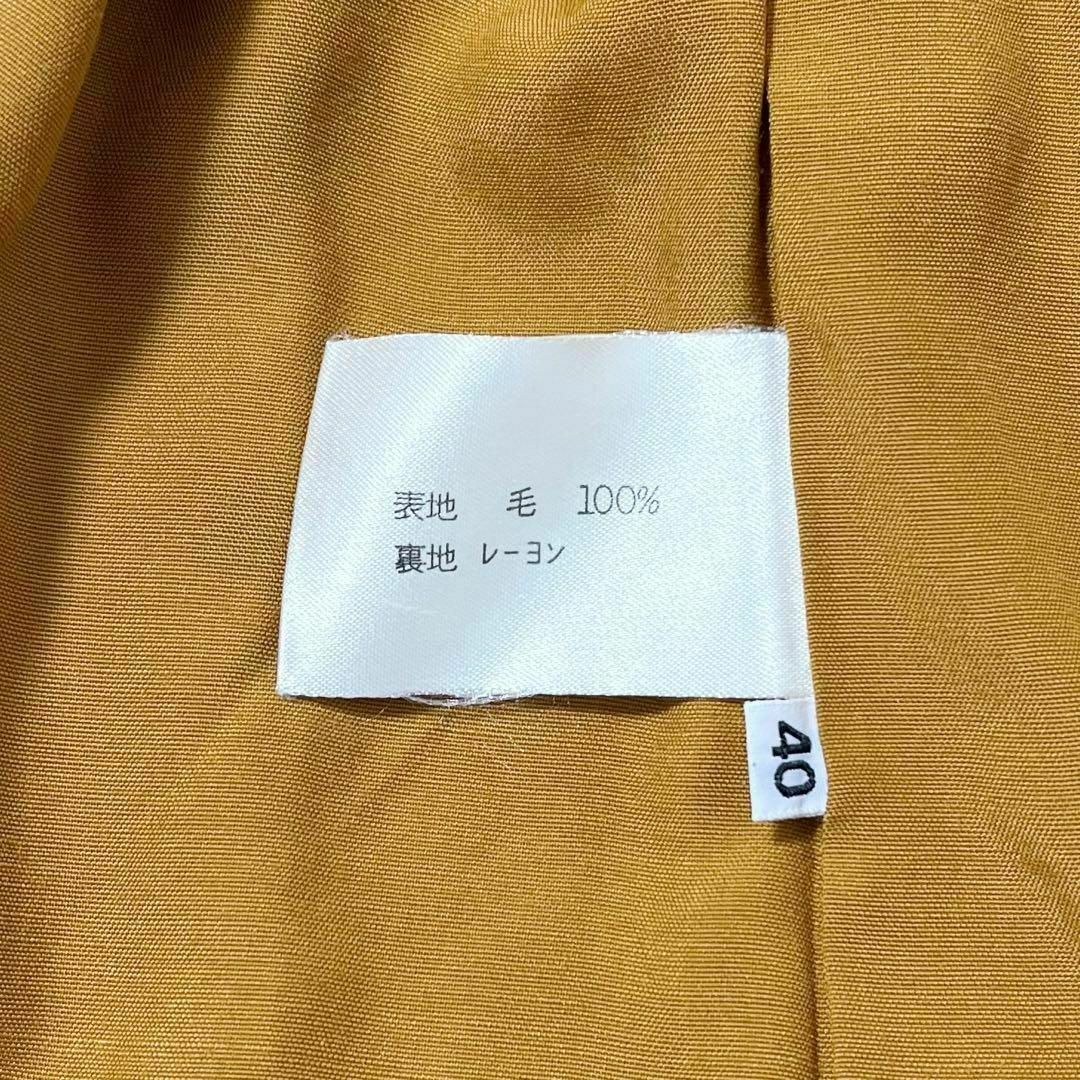 表地 毛 100%
裏地 レーヨン
40